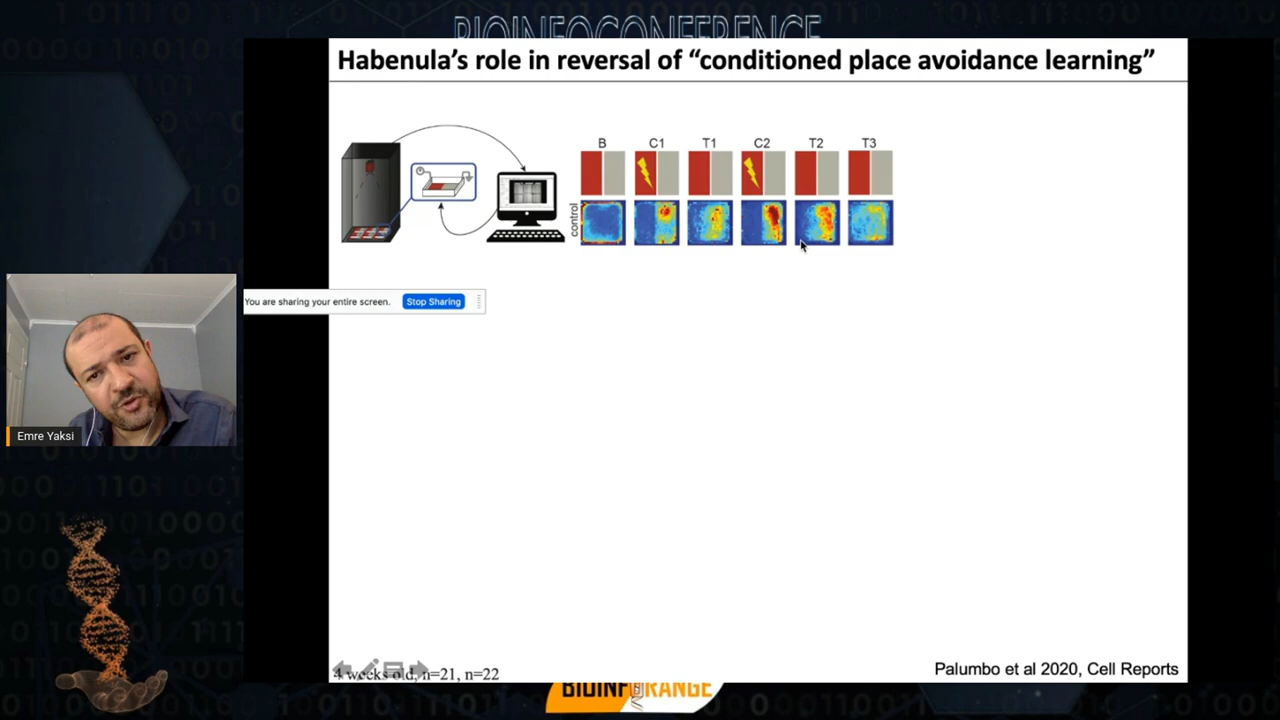 BIOINFOCONFERENCE
Habenula's role in reversal of “conditioned place avoidance learning”
B C1 T1 C2 T2 T3
control
You are sharing your entire screen. Stop Sharing
Emre Yaksi
4 weeks old, n=21, n=22
Palumbo et al 2020, Cell Reports
BIOINFORANGE